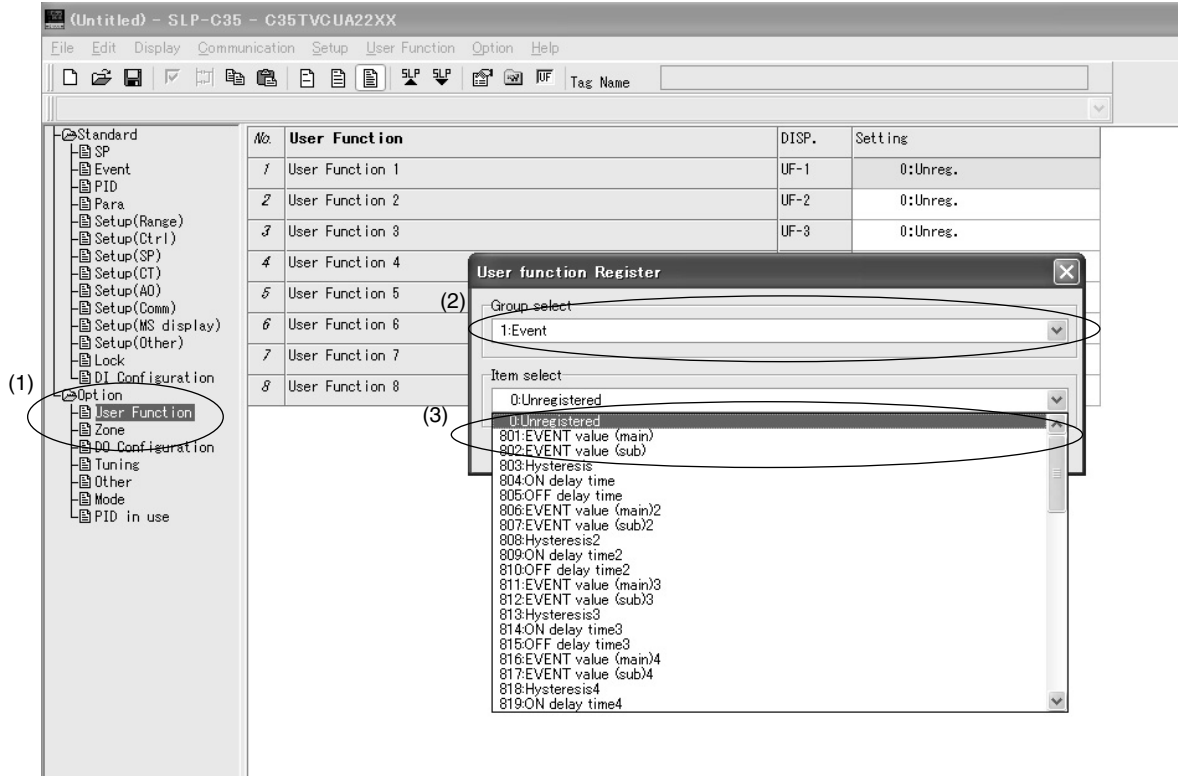 (Untitled) - SLP-C35 - C35TVCUA22XX
File Edit Display Communication Setup User Function Option Help
SLP SLP UF Tag Name
Standard
SP
Event
PID
Para
Setup(Range)
Setup(Ctrl)
Setup(SP)
Setup(CT)
Setup(AO)
Setup(Comm)
Setup(MS display)
Setup(Other)
Lock
DI Configuration
(1)
Option
User Function
Zone
DO Configuration
Tuning
Other
Mode
PID in use
No. User Function DISP. Setting
1 User Function 1 UF-1 0:Unreg.
2 User Function 2 UF-2 0:Unreg.
3 User Function 3 UF-3 0:Unreg.
4 User Function 4
5 User Function 5
6 User Function 6
7 User Function 7
8 User Function 8
User function Register
(2)
Group select
1:Event
Item select
0:Unregistered
(3)
0:Unregistered
801:EVENT value (main)
802:EVENT value (sub)
803:Hysteresis
804:ON delay time
805:OFF delay time
806:EVENT value (main)2
807:EVENT value (sub)2
808:Hysteresis2
809:ON delay time2
810:OFF delay time2
811:EVENT value (main)3
812:EVENT value (sub)3
813:Hysteresis3
814:ON delay time3
815:OFF delay time3
816:EVENT value (main)4
817:EVENT value (sub)4
818:Hysteresis4
819:ON delay time4